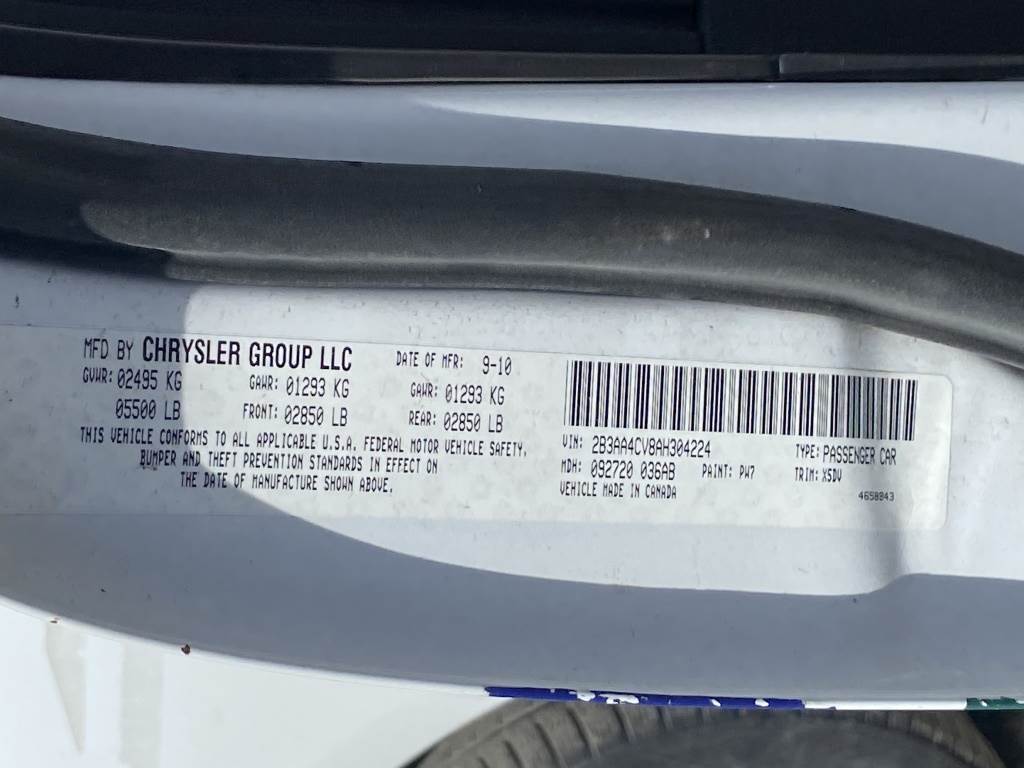 MFD BY CHRYSLER GROUP LLC DATE OF MFR: 9-10
GVWR: 02495 KG GAWR: 01293 KG GAWR: 01293 KG
05500 LB FRONT: 02850 LB REAR: 02850 LB
THIS VEHICLE CONFORMS TO ALL APPLICABLE U.S.A. FEDERAL MOTOR VEHICLE SAFETY,
BUMPER AND THEFT PREVENTION STANDARDS IN EFFECT ON
THE DATE OF MANUFACTURE SHOWN ABOVE.
VIN: 2B3AA4CV8AH304224 TYPE: PASSENGER CAR
MDH: 092720 036AB PAINT: PW7 TRIM: X5DV
VEHICLE MADE IN CANADA 4658843